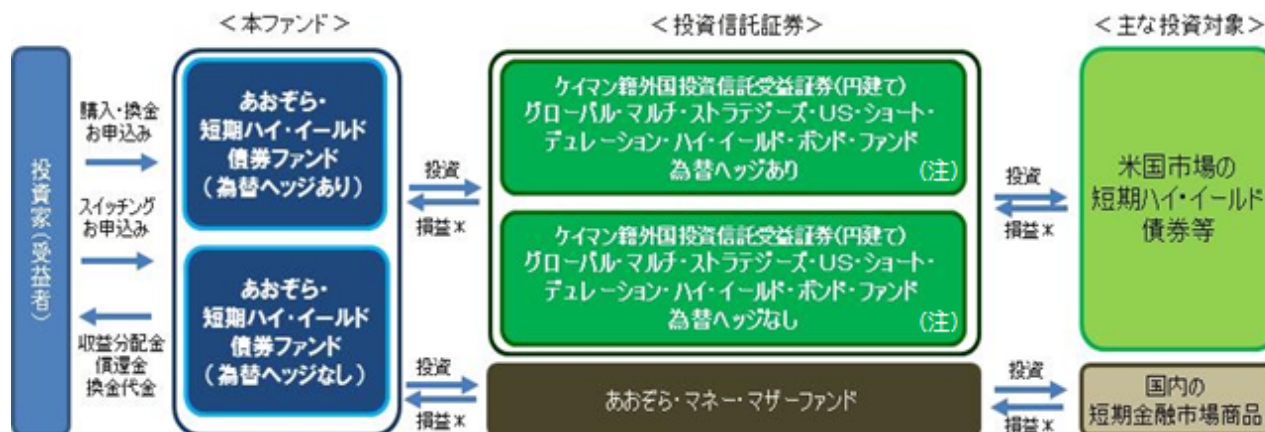 ＜本ファンド＞
＜投資信託証券＞
＜主な投資対象＞
投資家(受益者)
購入・換金
お申込み
スイッチング
お申込み
収益分配金
償還金
換金代金
あおぞら・
短期ハイ・イールド
債券ファンド
(為替ヘッジあり)
あおぞら・
短期ハイ・イールド
債券ファンド
(為替ヘッジなし)
投資
損益＊
投資
損益＊
ケイマン籍外国投資信託受益証券(円建て)
グローバル・マルチ・ストラテジーズ・US・ショート・
デュレーション・ハイ・イールド・ボンド・ファンド
為替ヘッジあり (注)
ケイマン籍外国投資信託受益証券(円建て)
グローバル・マルチ・ストラテジーズ・US・ショート・
デュレーション・ハイ・イールド・ボンド・ファンド
為替ヘッジなし (注)
あおぞら・マネー・マザーファンド
投資
損益＊
投資
損益＊
米国市場の
短期ハイ・イールド
債券等
国内の
短期金融市場商品